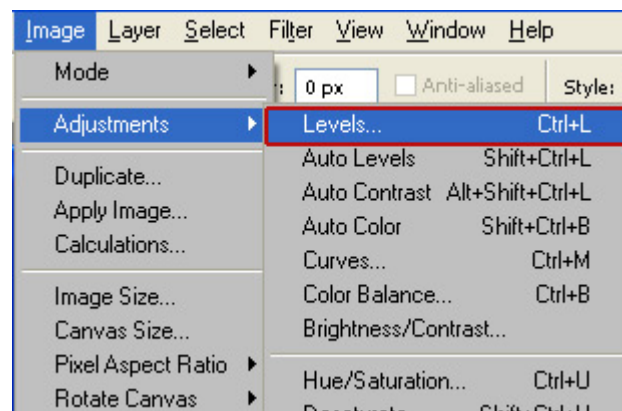 Image Layer Select Filter View Window Help
0 px Anti-aliased Style:
Mode
Adjustments
Duplicate...
Apply Image...
Calculations...
Image Size...
Canvas Size...
Pixel Aspect Ratio
Rotate Canvas
Levels... Ctrl+L
Auto Levels Shift+Ctrl+L
Auto Contrast Alt+Shift+Ctrl+L
Auto Color Shift+Ctrl+B
Curves... Ctrl+M
Color Balance... Ctrl+B
Brightness/Contrast...
Hue/Saturation... Ctrl+U